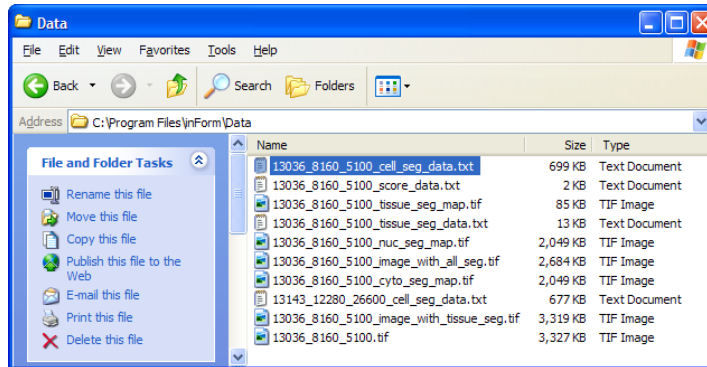 Data
File Edit View Favorites Tools Help
Back Search Folders
Address C:\Program Files\inForm\Data
File and Folder Tasks
Rename this file
Move this file
Copy this file
Publish this file to the
Web
E-mail this file
Print this file
Delete this file
Name Size Type
13036_8160_5100_cell_seg_data.txt 699 KB Text Document
13036_8160_5100_score_data.txt 2 KB Text Document
13036_8160_5100_tissue_seg_map.tif 85 KB TIF Image
13036_8160_5100_tissue_seg_data.txt 13 KB Text Document
13036_8160_5100_nuc_seg_map.tif 2,049 KB TIF Image
13036_8160_5100_image_with_all_seg.tif 2,684 KB TIF Image
13036_8160_5100_cyto_seg_map.tif 2,049 KB TIF Image
13143_12280_26600_cell_seg_data.txt 677 KB Text Document
13036_8160_5100_image_with_tissue_seg.tif 3,319 KB TIF Image
13036_8160_5100.tif 3,327 KB TIF Image